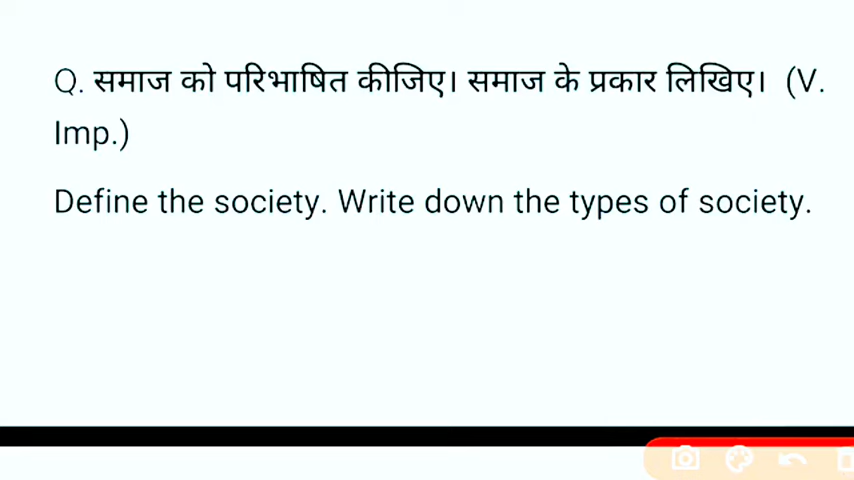 Q. समाज को परिभाषित कीजिए। समाज के प्रकार लिखिए। (V.
Imp.)
Define the society. Write down the types of society.